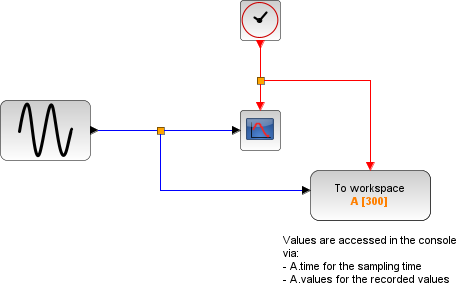 To workspace
A [300]
Values are accessed in the console
via:
- A.time for the sampling time
- A.values for the recorded values